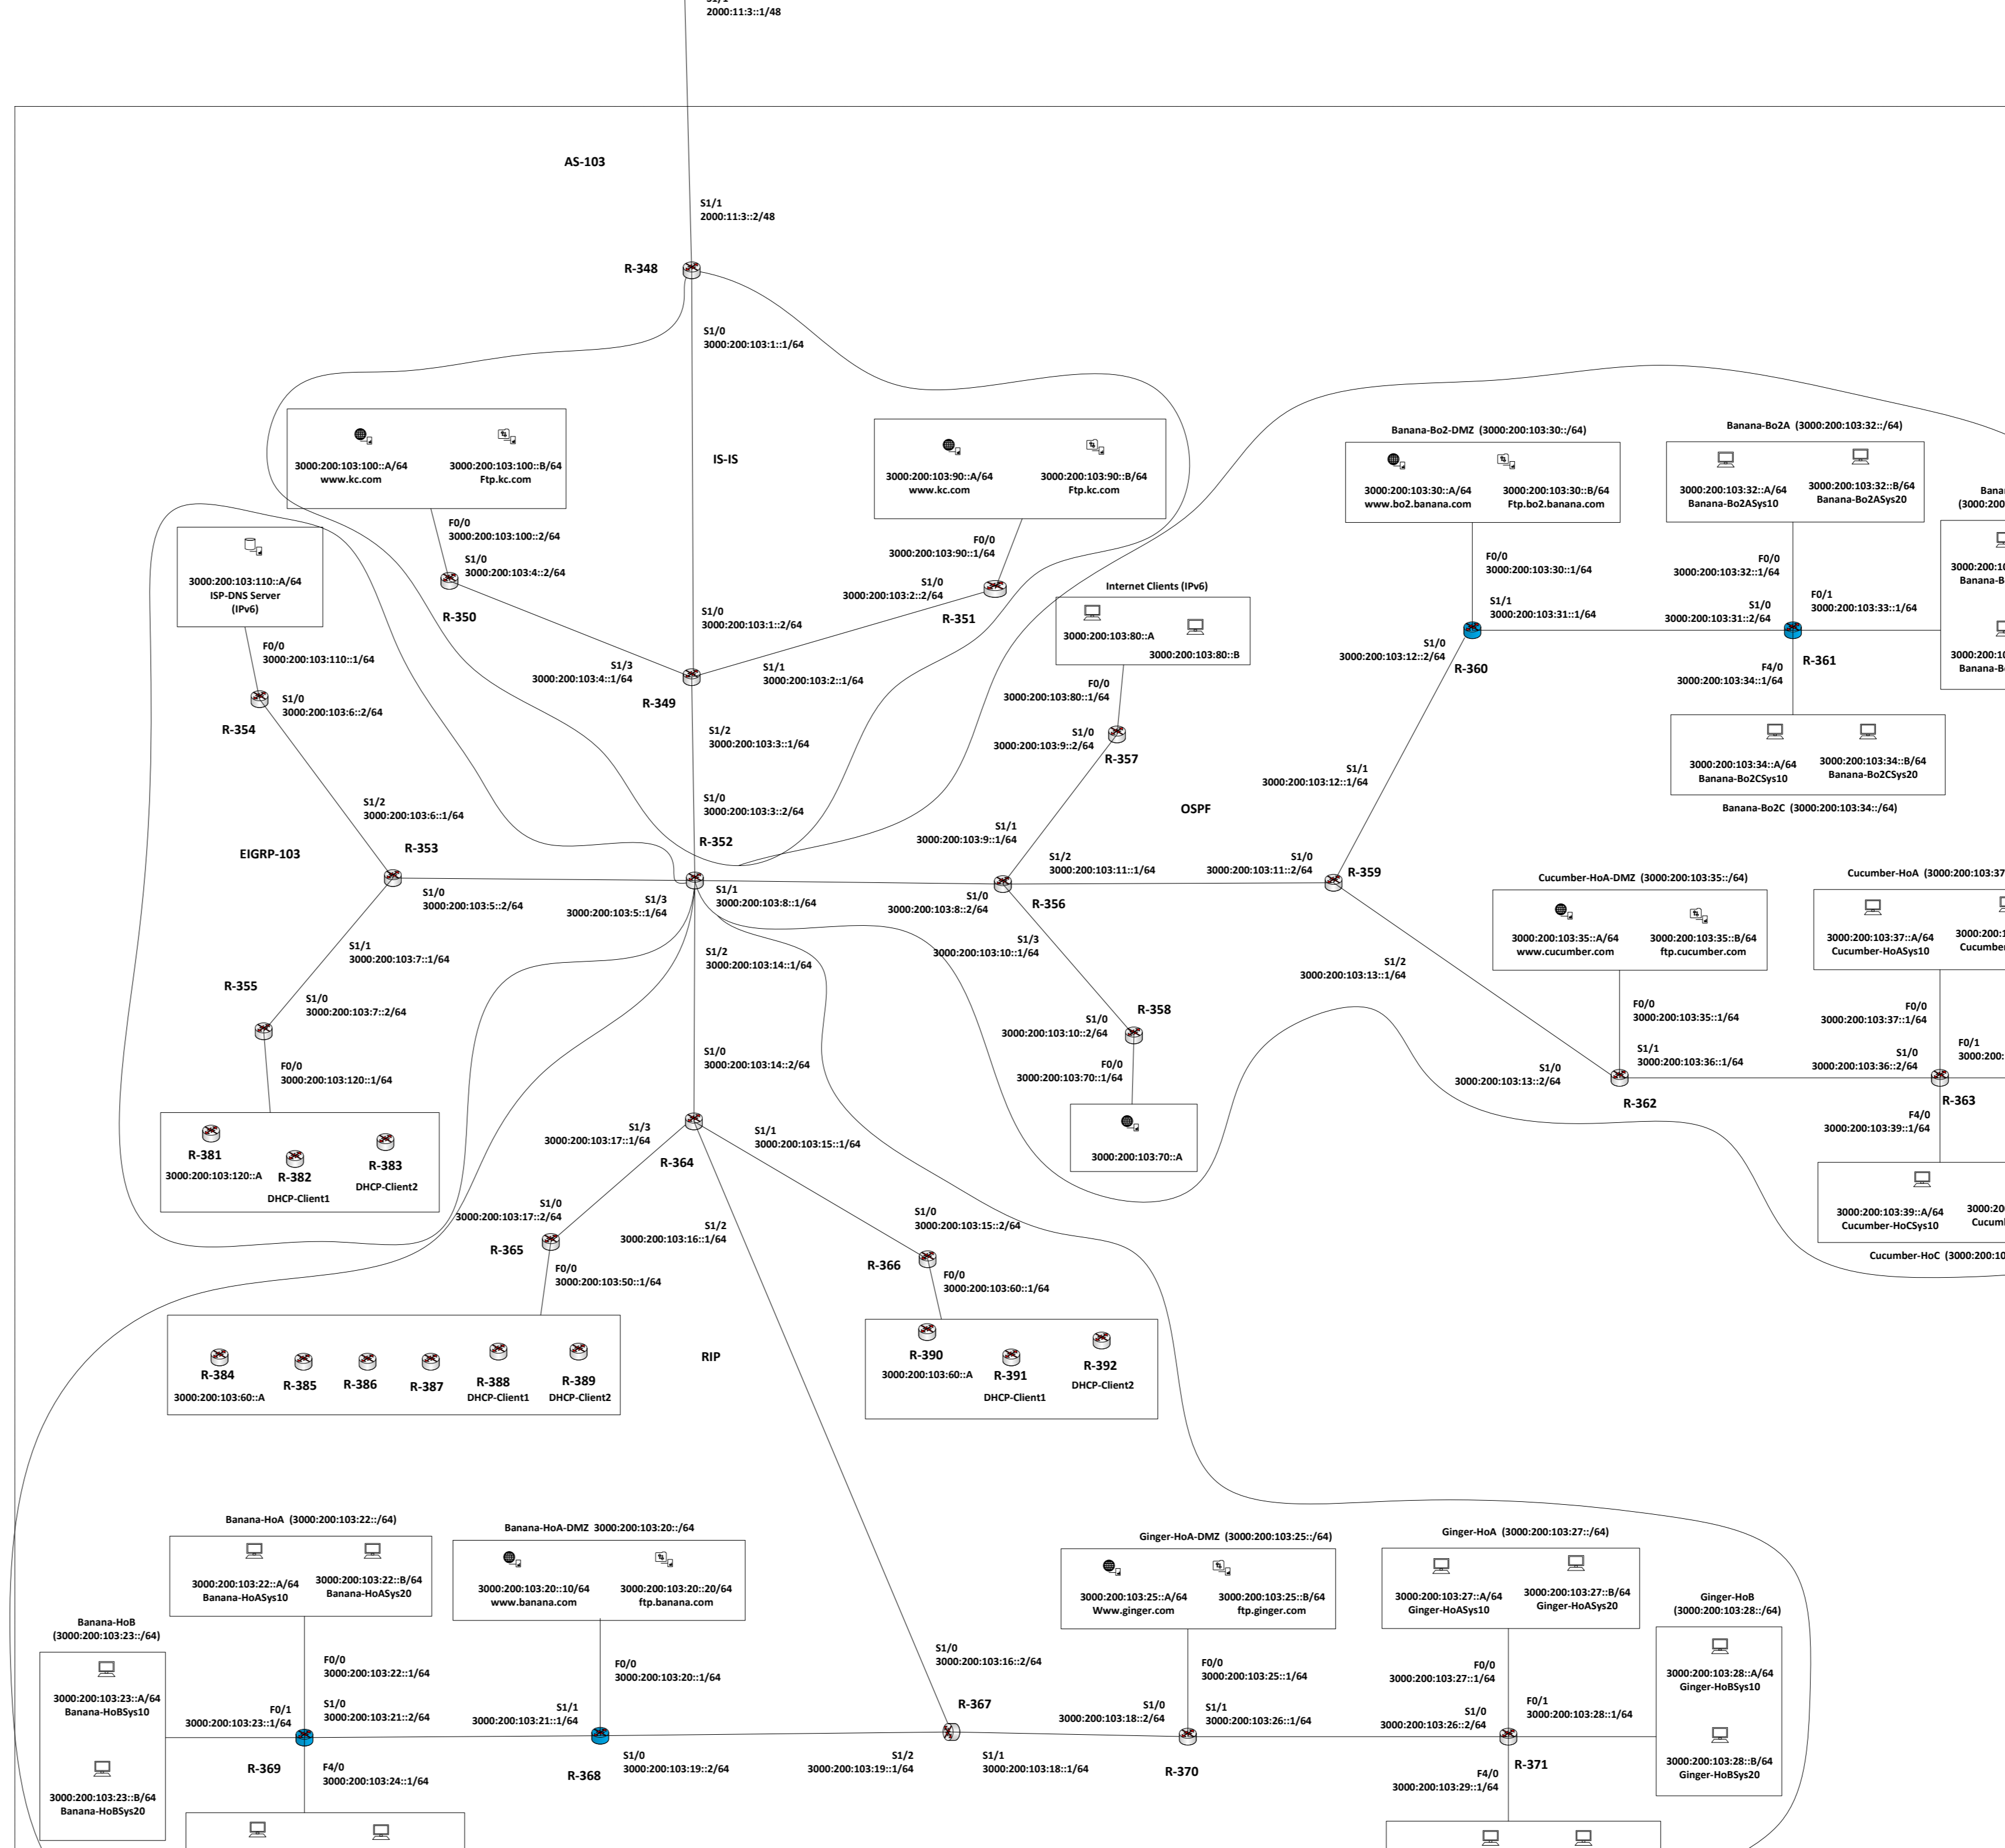 2000:11:3::1/48
AS-103
S1/1
2000:11:3::2/48
R-348
S1/0
3000:200:103:1::1/64
IS-IS
3000:200:103:100::A/64
www.kc.com
3000:200:103:100::B/64
Ftp.kc.com
3000:200:103:90::A/64
www.kc.com
3000:200:103:90::B/64
Ftp.kc.com
F0/0
3000:200:103:100::2/64
S1/0
3000:200:103:4::2/64
R-350
F0/0
3000:200:103:90::1/64
S1/0
3000:200:103:2::2/64
R-351
S1/0
3000:200:103:1::2/64
S1/3
3000:200:103:4::1/64
S1/1
3000:200:103:2::1/64
R-349
S1/2
3000:200:103:3::1/64
S1/0
3000:200:103:3::2/64
R-352
3000:200:103:110::A/64
ISP-DNS Server
(IPv6)
F0/0
3000:200:103:110::1/64
S1/0
3000:200:103:6::2/64
R-354
S1/2
3000:200:103:6::1/64
EIGRP-103
R-353
S1/0
3000:200:103:5::2/64
S1/3
3000:200:103:5::1/64
S1/1
3000:200:103:8::1/64
S1/1
3000:200:103:7::1/64
R-355
S1/0
3000:200:103:7::2/64
F0/0
3000:200:103:120::1/64
R-381
3000:200:103:120::A
R-382
DHCP-Client1
R-383
DHCP-Client2
Internet Clients (IPv6)
3000:200:103:80::A
3000:200:103:80::B
F0/0
3000:200:103:80::1/64
S1/0
3000:200:103:9::2/64
R-357
OSPF
S1/1
3000:200:103:9::1/64
S1/2
3000:200:103:11::1/64
S1/0
3000:200:103:11::2/64
R-359
S1/0
3000:200:103:8::2/64
R-356
S1/3
3000:200:103:10::1/64
S1/0
3000:200:103:10::2/64
R-358
F0/0
3000:200:103:70::1/64
3000:200:103:70::A
S1/1
3000:200:103:12::1/64
S1/2
3000:200:103:13::1/64
Banana-Bo2-DMZ (3000:200:103:30::/64)
3000:200:103:30::A/64
www.bo2.banana.com
3000:200:103:30::B/64
Ftp.bo2.banana.com
F0/0
3000:200:103:30::1/64
S1/1
3000:200:103:31::1/64
S1/0
3000:200:103:12::2/64
R-360
Banana-Bo2A (3000:200:103:32::/64)
3000:200:103:32::A/64
Banana-Bo2ASys10
3000:200:103:32::B/64
Banana-Bo2ASys20
F0/0
3000:200:103:32::1/64
S1/0
3000:200:103:31::2/64
F0/1
3000:200:103:33::1/64
R-361
F4/0
3000:200:103:34::1/64
3000:200:103:34::A/64
Banana-Bo2CSys10
3000:200:103:34::B/64
Banana-Bo2CSys20
Banana-Bo2C (3000:200:103:34::/64)
Cucumber-HoA-DMZ (3000:200:103:35::/64)
3000:200:103:35::A/64
www.cucumber.com
3000:200:103:35::B/64
ftp.cucumber.com
F0/0
3000:200:103:35::1/64
S1/1
3000:200:103:36::1/64
S1/0
3000:200:103:13::2/64
R-362
Cucumber-HoA (3000:200:103:37
3000:200:103:37::A/64
Cucumber-HoASys10
F0/0
3000:200:103:37::1/64
S1/0
3000:200:103:36::2/64
F0/1
3000:200:
R-363
F4/0
3000:200:103:39::1/64
3000:200:103:39::A/64
Cucumber-HoCSys10
Cucumber-HoC (3000:200:10
S1/2
3000:200:103:14::1/64
S1/0
3000:200:103:14::2/64
S1/3
3000:200:103:17::1/64
S1/1
3000:200:103:15::1/64
R-364
S1/0
3000:200:103:17::2/64
S1/2
3000:200:103:16::1/64
R-365
F0/0
3000:200:103:50::1/64
S1/0
3000:200:103:15::2/64
R-366
F0/0
3000:200:103:60::1/64
R-384
3000:200:103:60::A
R-385
R-386
R-387
R-388
DHCP-Client1
R-389
DHCP-Client2
RIP
R-390
3000:200:103:60::A
R-391
DHCP-Client1
R-392
DHCP-Client2
Banana-HoA (3000:200:103:22::/64)
3000:200:103:22::A/64
Banana-HoASys10
3000:200:103:22::B/64
Banana-HoASys20
Banana-HoA-DMZ 3000:200:103:20::/64
3000:200:103:20::10/64
www.banana.com
3000:200:103:20::20/64
ftp.banana.com
Banana-HoB
(3000:200:103:23::/64)
3000:200:103:23::A/64
Banana-HoBSys10
3000:200:103:23::B/64
Banana-HoBSys20
F0/0
3000:200:103:22::1/64
F0/1
3000:200:103:23::1/64
S1/0
3000:200:103:21::2/64
R-369
F4/0
3000:200:103:24::1/64
F0/0
3000:200:103:20::1/64
S1/1
3000:200:103:21::1/64
R-368
S1/0
3000:200:103:19::2/64
S1/0
3000:200:103:16::2/64
R-367
S1/2
3000:200:103:19::1/64
S1/1
3000:200:103:18::1/64
Ginger-HoA-DMZ (3000:200:103:25::/64)
3000:200:103:25::A/64
Www.ginger.com
3000:200:103:25::B/64
ftp.ginger.com
F0/0
3000:200:103:25::1/64
S1/0
3000:200:103:18::2/64
S1/1
3000:200:103:26::1/64
R-370
Ginger-HoA (3000:200:103:27::/64)
3000:200:103:27::A/64
Ginger-HoASys10
3000:200:103:27::B/64
Ginger-HoASys20
F0/0
3000:200:103:27::1/64
S1/0
3000:200:103:26::2/64
F0/1
3000:200:103:28::1/64
R-371
F4/0
3000:200:103:29::1/64
Ginger-HoB
(3000:200:103:28::/64)
3000:200:103:28::A/64
Ginger-HoBSys10
3000:200:103:28::B/64
Ginger-HoBSys20